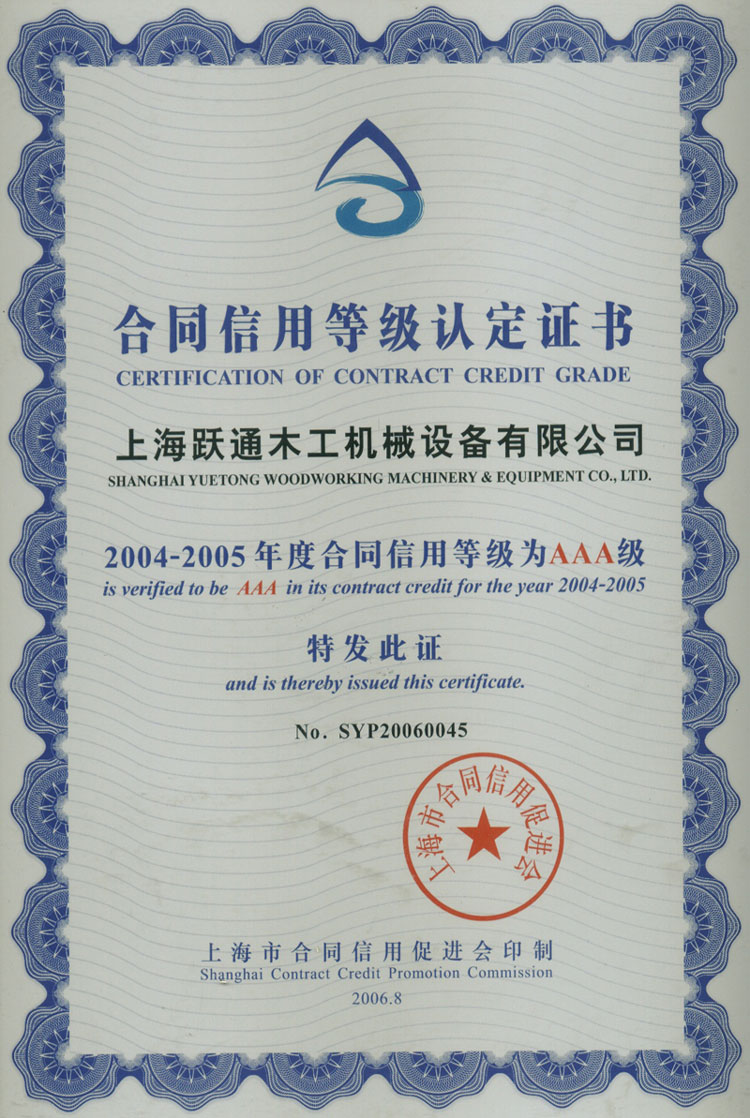 合同信用等级认定证书
CERTIFICATION OF CONTRACT CREDIT GRADE
上海跃通木工机械设备有限公司
SHANGHAI YUETONG WOODWORKING MACHINERY & EQUIPMENT CO., LTD.
2004-2005年度合同信用等级为AAA级
is verified to be AAA in its contract credit for the year 2004-2005
特发此证
and is thereby issued this certificate.
No. SYP20060045
上海市合同信用促进会
上海市合同信用促进会印制
Shanghai Contract Credit Promotion Commission
2006.8